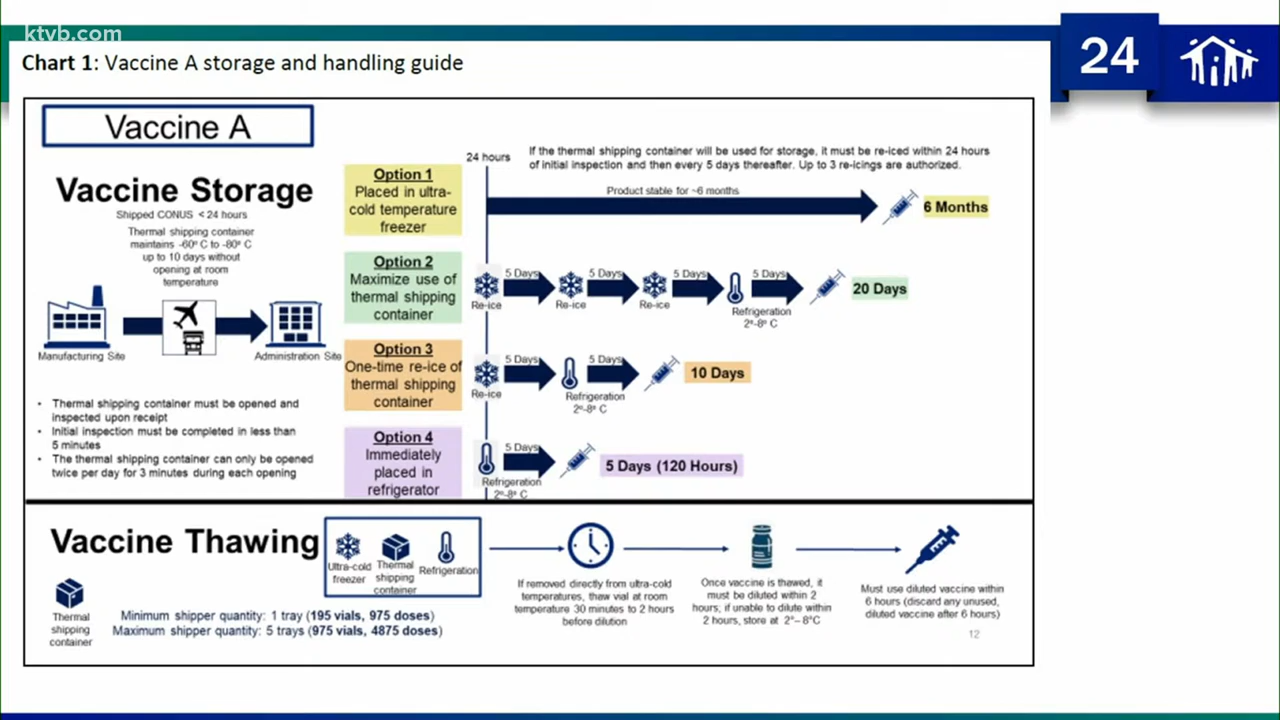 ktvb.com
24
Chart 1: Vaccine A storage and handling guide
Vaccine A
Vaccine Storage
Shipped CONUS < 24 hours
Thermal shipping container
maintains -60º C to -80º C
up to 10 days without
opening at room
temperature
Manufacturing Site
Administration Site
• Thermal shipping container must be opened and
inspected upon receipt
• Initial inspection must be completed in less than
5 minutes
• The thermal shipping container can only be opened
twice per day for 3 minutes during each opening
24 hours
If the thermal shipping container will be used for storage, it must be re-iced within 24 hours
of initial inspection and then every 5 days thereafter. Up to 3 re-icings are authorized.
Option 1
Placed in ultra-
cold temperature
freezer
Product stable for ~6 months
6 Months
Option 2
Maximize use of
thermal shipping
container
5 Days
5 Days
5 Days
5 Days
Re-ice
Re-ice
Re-ice
Refrigeration
2º-8º C
20 Days
Option 3
One-time re-ice of
thermal shipping
container
5 Days
5 Days
Re-ice
Refrigeration
2º-8º C
10 Days
Option 4
Immediately
placed in
refrigerator
5 Days
Refrigeration
2º-8º C
5 Days (120 Hours)
Vaccine Thawing
Ultra-cold
freezer
Thermal
shipping
container
Refrigeration
Thermal
shipping
container
Minimum shipper quantity: 1 tray (195 vials, 975 doses)
Maximum shipper quantity: 5 trays (975 vials, 4875 doses)
If removed directly from ultra-cold
temperatures, thaw vial at room
temperature 30 minutes to 2 hours
before dilution
Once vaccine is thawed, it
must be diluted within 2
hours; if unable to dilute within
2 hours, store at 2°– 8°C
Must use diluted vaccine within
6 hours (discard any unused,
diluted vaccine after 6 hours)
12